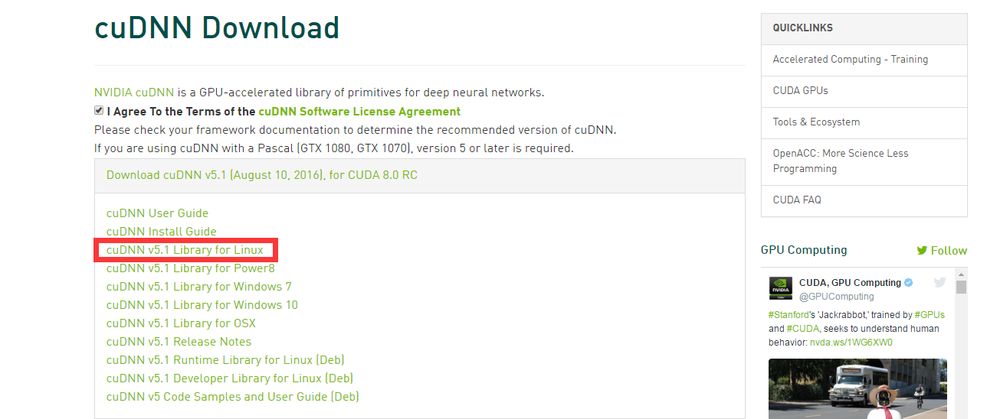 cuDNN Download
NVIDIA cuDNN is a GPU-accelerated library of primitives for deep neural networks.
I Agree To the Terms of the cuDNN Software License Agreement
Please check your framework documentation to determine the recommended version of cuDNN.
If you are using cuDNN with a Pascal (GTX 1080, GTX 1070), version 5 or later is required.
Download cuDNN v5.1 (August 10, 2016), for CUDA 8.0 RC
cuDNN User Guide
cuDNN Install Guide
cuDNN v5.1 Library for Linux
cuDNN v5.1 Library for Power8
cuDNN v5.1 Library for Windows 7
cuDNN v5.1 Library for Windows 10
cuDNN v5.1 Library for OSX
cuDNN v5.1 Release Notes
cuDNN v5.1 Runtime Library for Linux (Deb)
cuDNN v5.1 Developer Library for Linux (Deb)
cuDNN v5 Code Samples and User Guide (Deb)
QUICKLINKS
Accelerated Computing - Training
CUDA GPUs
Tools & Ecosystem
OpenACC: More Science Less
Programming
CUDA FAQ
GPU Computing
Follow
CUDA, GPU Computing
@GPUComputing
#Stanford's 'Jackrabbot,' trained by #GPUs
and #CUDA, seeks to understand human
behavior: nvda.ws/1WG6XW0